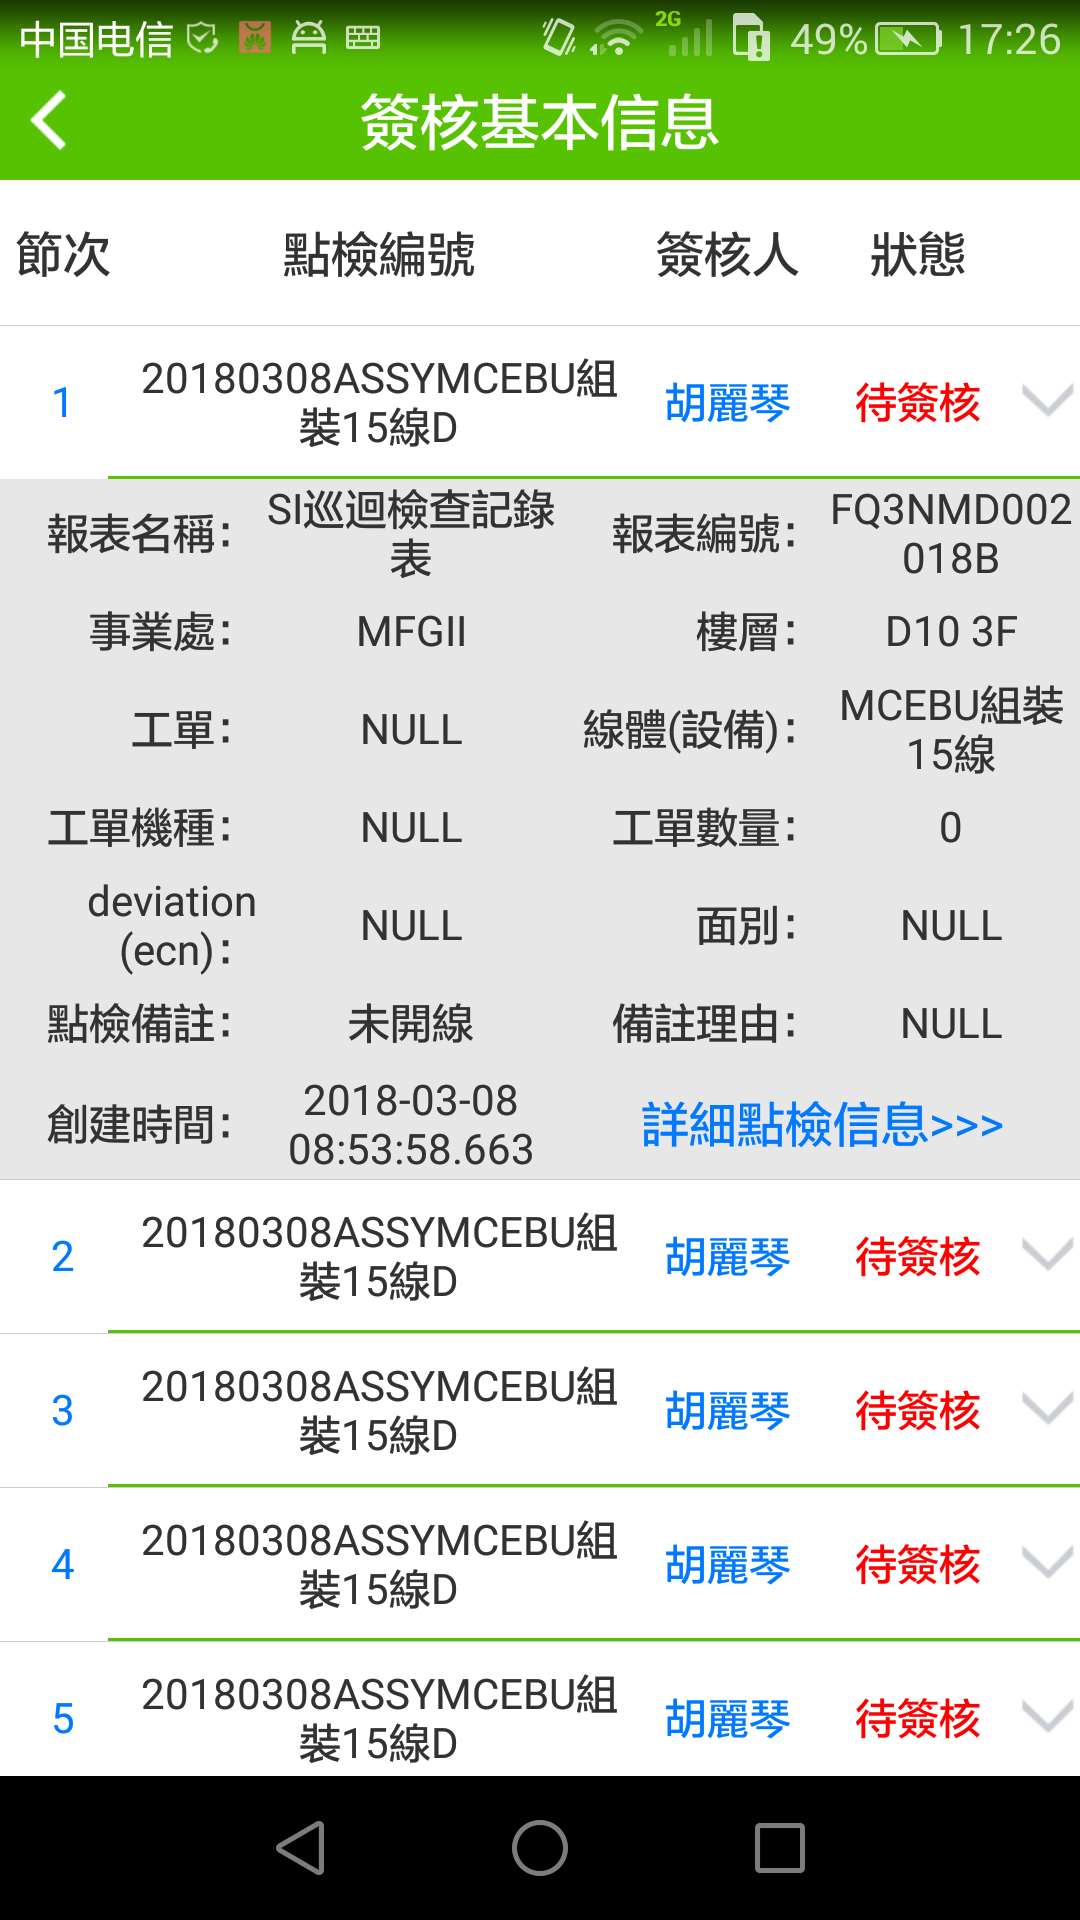 中国电信 2G 49% 17:26
簽核基本信息
節次 點檢編號 簽核人 狀態
1 20180308ASSYMCEBU組 胡麗琴 待簽核
裝15線D
報表名稱： SI巡迴檢查記錄 報表編號： FQ3NMD002
表 018B
事業處： MFGII 樓層： D10 3F
工單： NULL 線體(設備)： MCEBU組裝
15線
工單機種： NULL 工單數量： 0
deviation NULL 面別： NULL
(ecn)：
點檢備註： 未開線 備註理由： NULL
創建時間： 2018-03-08 詳細點檢信息>>>
08:53:58.663
2 20180308ASSYMCEBU組 胡麗琴 待簽核
裝15線D
3 20180308ASSYMCEBU組 胡麗琴 待簽核
裝15線D
4 20180308ASSYMCEBU組 胡麗琴 待簽核
裝15線D
5 20180308ASSYMCEBU組 胡麗琴 待簽核
裝15線D